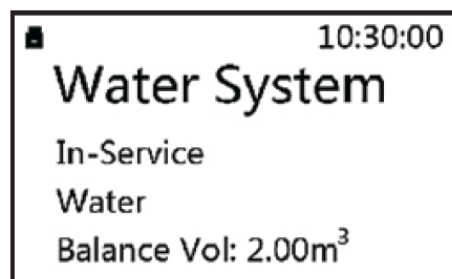 10:30:00
Water System
In-Service
Water
Balance Vol: 2.00m³